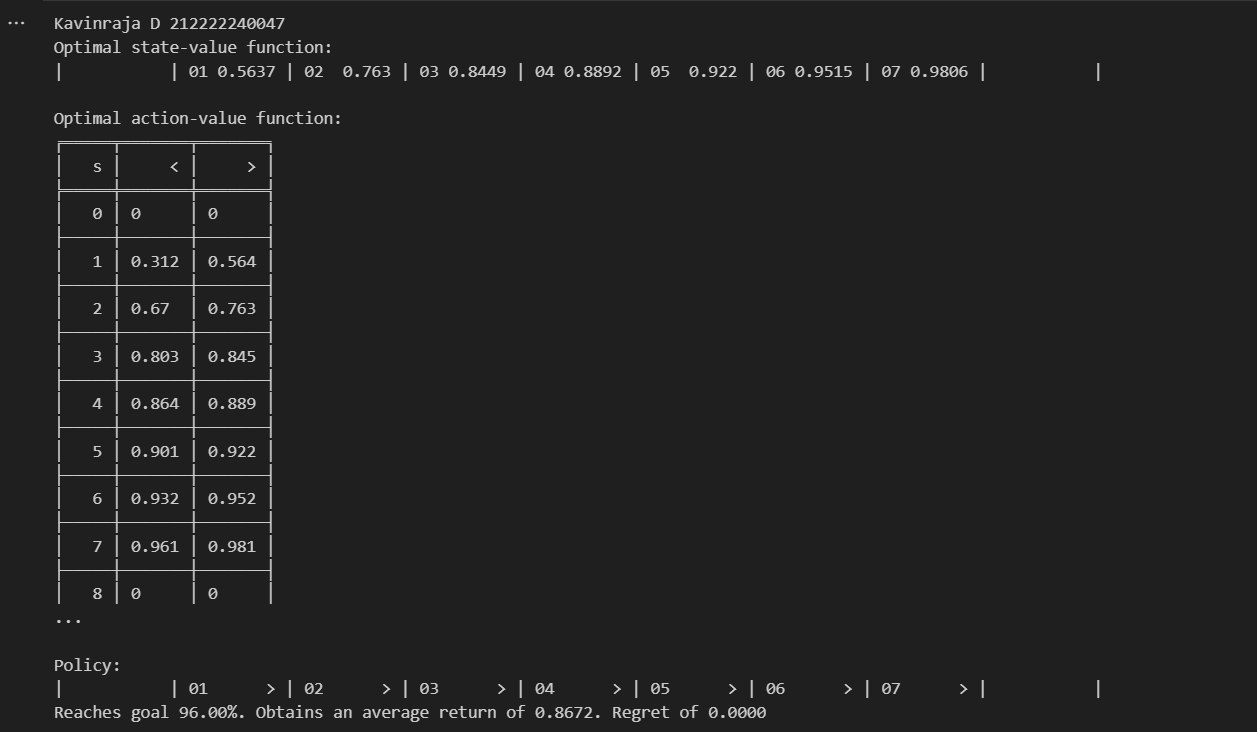 ...
Kavinraja D 212222240047
Optimal state-value function:
|           | 01 0.5637 | 02  0.763 | 03 0.8449 | 04 0.8892 | 05  0.922 | 06 0.9515 | 07 0.9806 |           |
Optimal action-value function:
│   s │     < │     > │
│   0 │ 0     │ 0     │
│   1 │ 0.312 │ 0.564 │
│   2 │ 0.67  │ 0.763 │
│   3 │ 0.803 │ 0.845 │
│   4 │ 0.864 │ 0.889 │
│   5 │ 0.901 │ 0.922 │
│   6 │ 0.932 │ 0.952 │
│   7 │ 0.961 │ 0.981 │
│   8 │ 0     │ 0     │
...
Policy:
|           | 01      > | 02      > | 03      > | 04      > | 05      > | 06      > | 07      > |           |
Reaches goal 96.00%. Obtains an average return of 0.8672. Regret of 0.0000